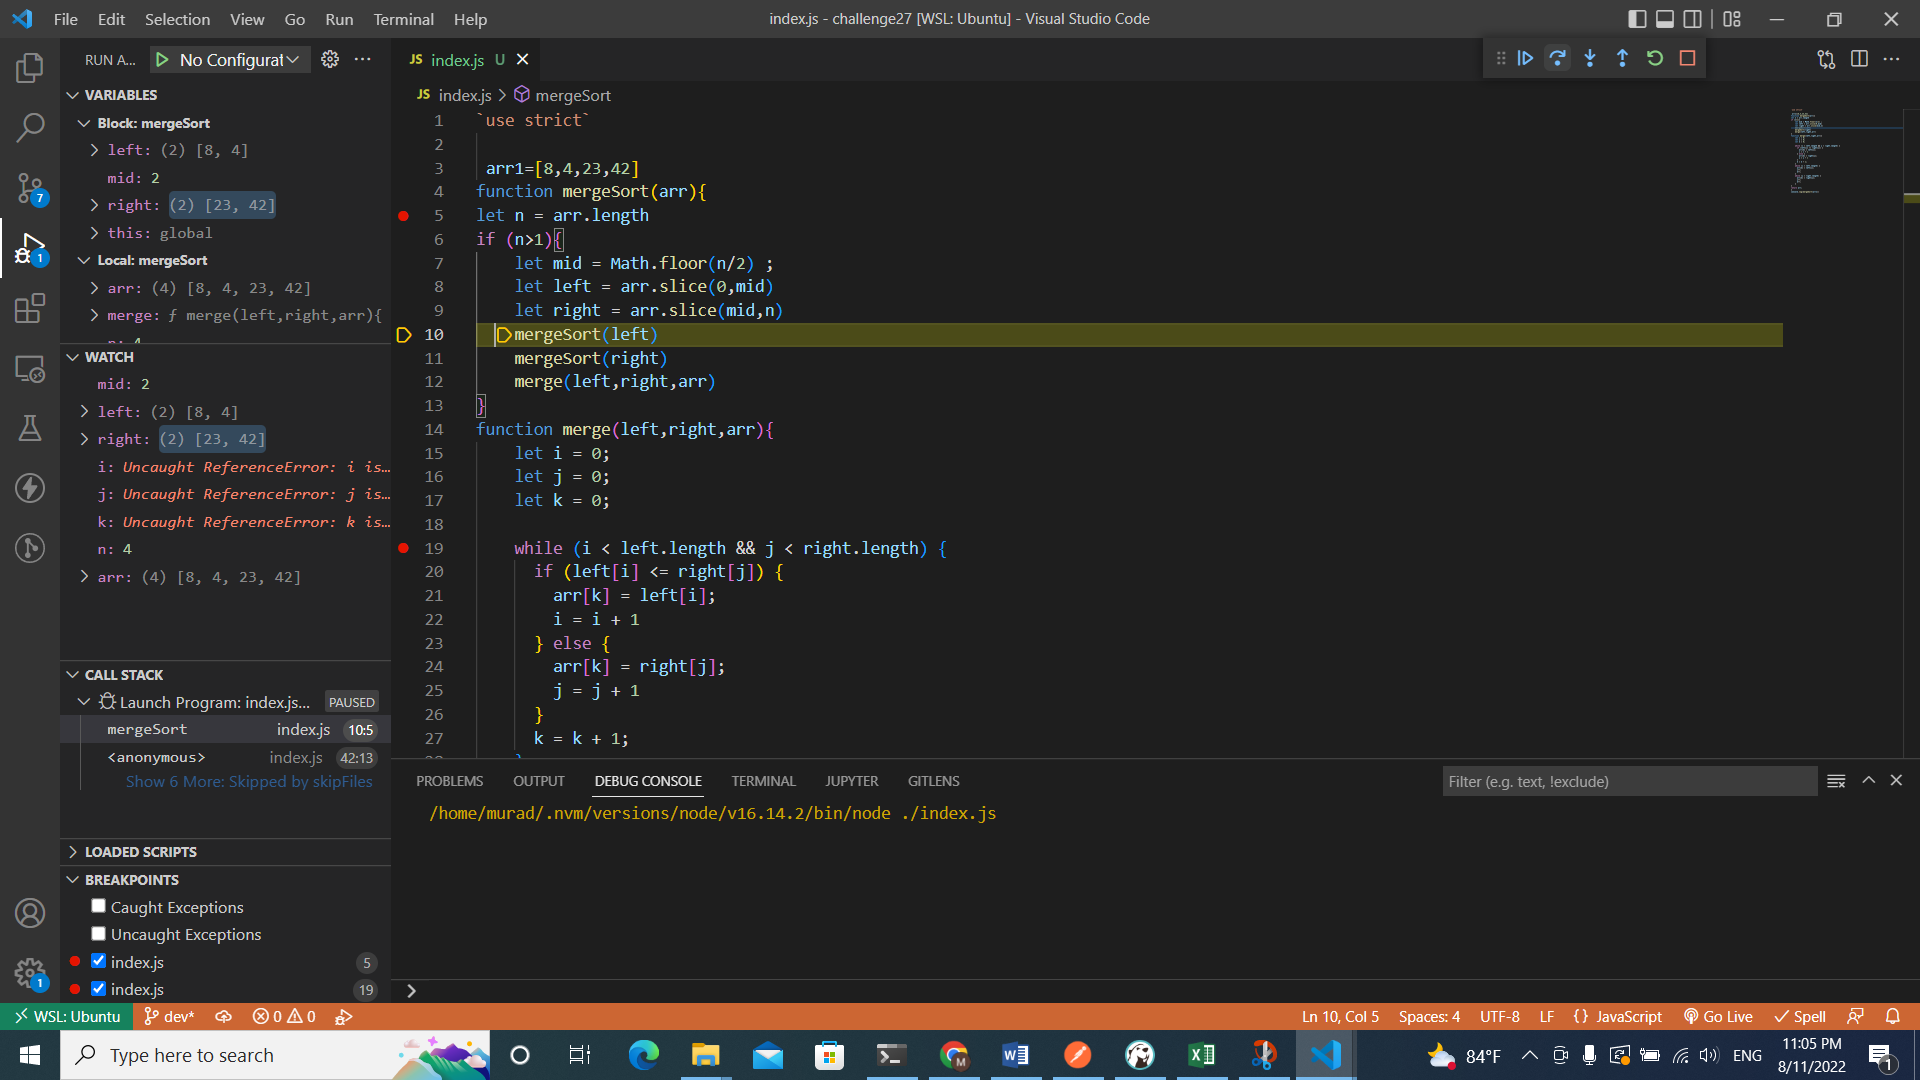 File Edit Selection View Go Run Terminal Help
index.js - challenge27 [WSL: Ubuntu] - Visual Studio Code
RUN A... No Configurat
JS index.js U
JS index.js > mergeSort
VARIABLES
Block: mergeSort
left: (2) [8, 4]
mid: 2
right: (2) [23, 42]
this: global
Local: mergeSort
arr: (4) [8, 4, 23, 42]
merge: ƒ merge(left,right,arr){
n: 4
WATCH
mid: 2
left: (2) [8, 4]
right: (2) [23, 42]
i: Uncaught ReferenceError: i is…
j: Uncaught ReferenceError: j is…
k: Uncaught ReferenceError: k is…
n: 4
arr: (4) [8, 4, 23, 42]
CALL STACK
Launch Program: index.js... PAUSED
mergeSort index.js 10:5
<anonymous> index.js 42:13
Show 6 More: Skipped by skipFiles
LOADED SCRIPTS
BREAKPOINTS
Caught Exceptions
Uncaught Exceptions
index.js 5
index.js 19
1 `use strict`
2
3 arr1=[8,4,23,42]
4 function mergeSort(arr){
5 let n = arr.length
6 if (n>1){
7 let mid = Math.floor(n/2) ;
8 let left = arr.slice(0,mid)
9 let right = arr.slice(mid,n)
10 mergeSort(left)
11 mergeSort(right)
12 merge(left,right,arr)
13 }
14 function merge(left,right,arr){
15 let i = 0;
16 let j = 0;
17 let k = 0;
18
19 while (i < left.length && j < right.length) {
20 if (left[i] <= right[j]) {
21 arr[k] = left[i];
22 i = i + 1
23 } else {
24 arr[k] = right[j];
25 j = j + 1
26 }
27 k = k + 1;
PROBLEMS OUTPUT DEBUG CONSOLE TERMINAL JUPYTER GITLENS
Filter (e.g. text, !exclude)
/home/murad/.nvm/versions/node/v16.14.2/bin/node ./index.js
WSL: Ubuntu dev* 0 0
Ln 10, Col 5 Spaces: 4 UTF-8 LF {} JavaScript Go Live Spell
Type here to search
84°F ENG 11:05 PM
8/11/2022 1